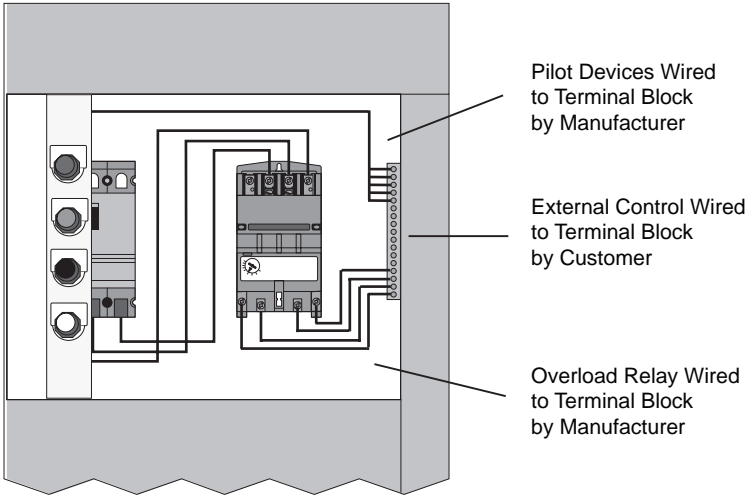 Pilot Devices Wired
to Terminal Block
by Manufacturer
External Control Wired
to Terminal Block
by Customer
Overload Relay Wired
to Terminal Block
by Manufacturer